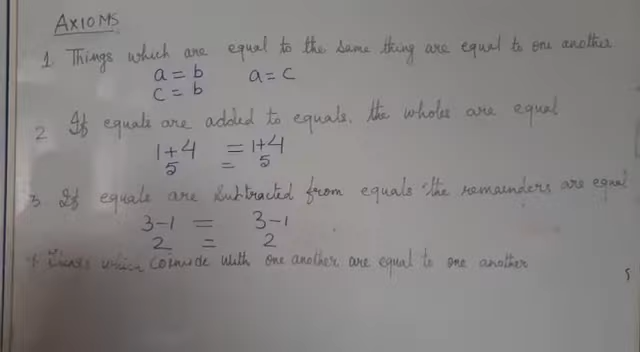 AXIOMS
1. Things which are equal to the same thing are equal to one another
a = b a = c
c = b
2. If equals are added to equals, the wholes are equal
1+4 = 1+4
5 = 5
3. If equals are subtracted from equals the remainders are equal
3-1 = 3-1
2 = 2
4. Things which coincide with one another are equal to one another
5